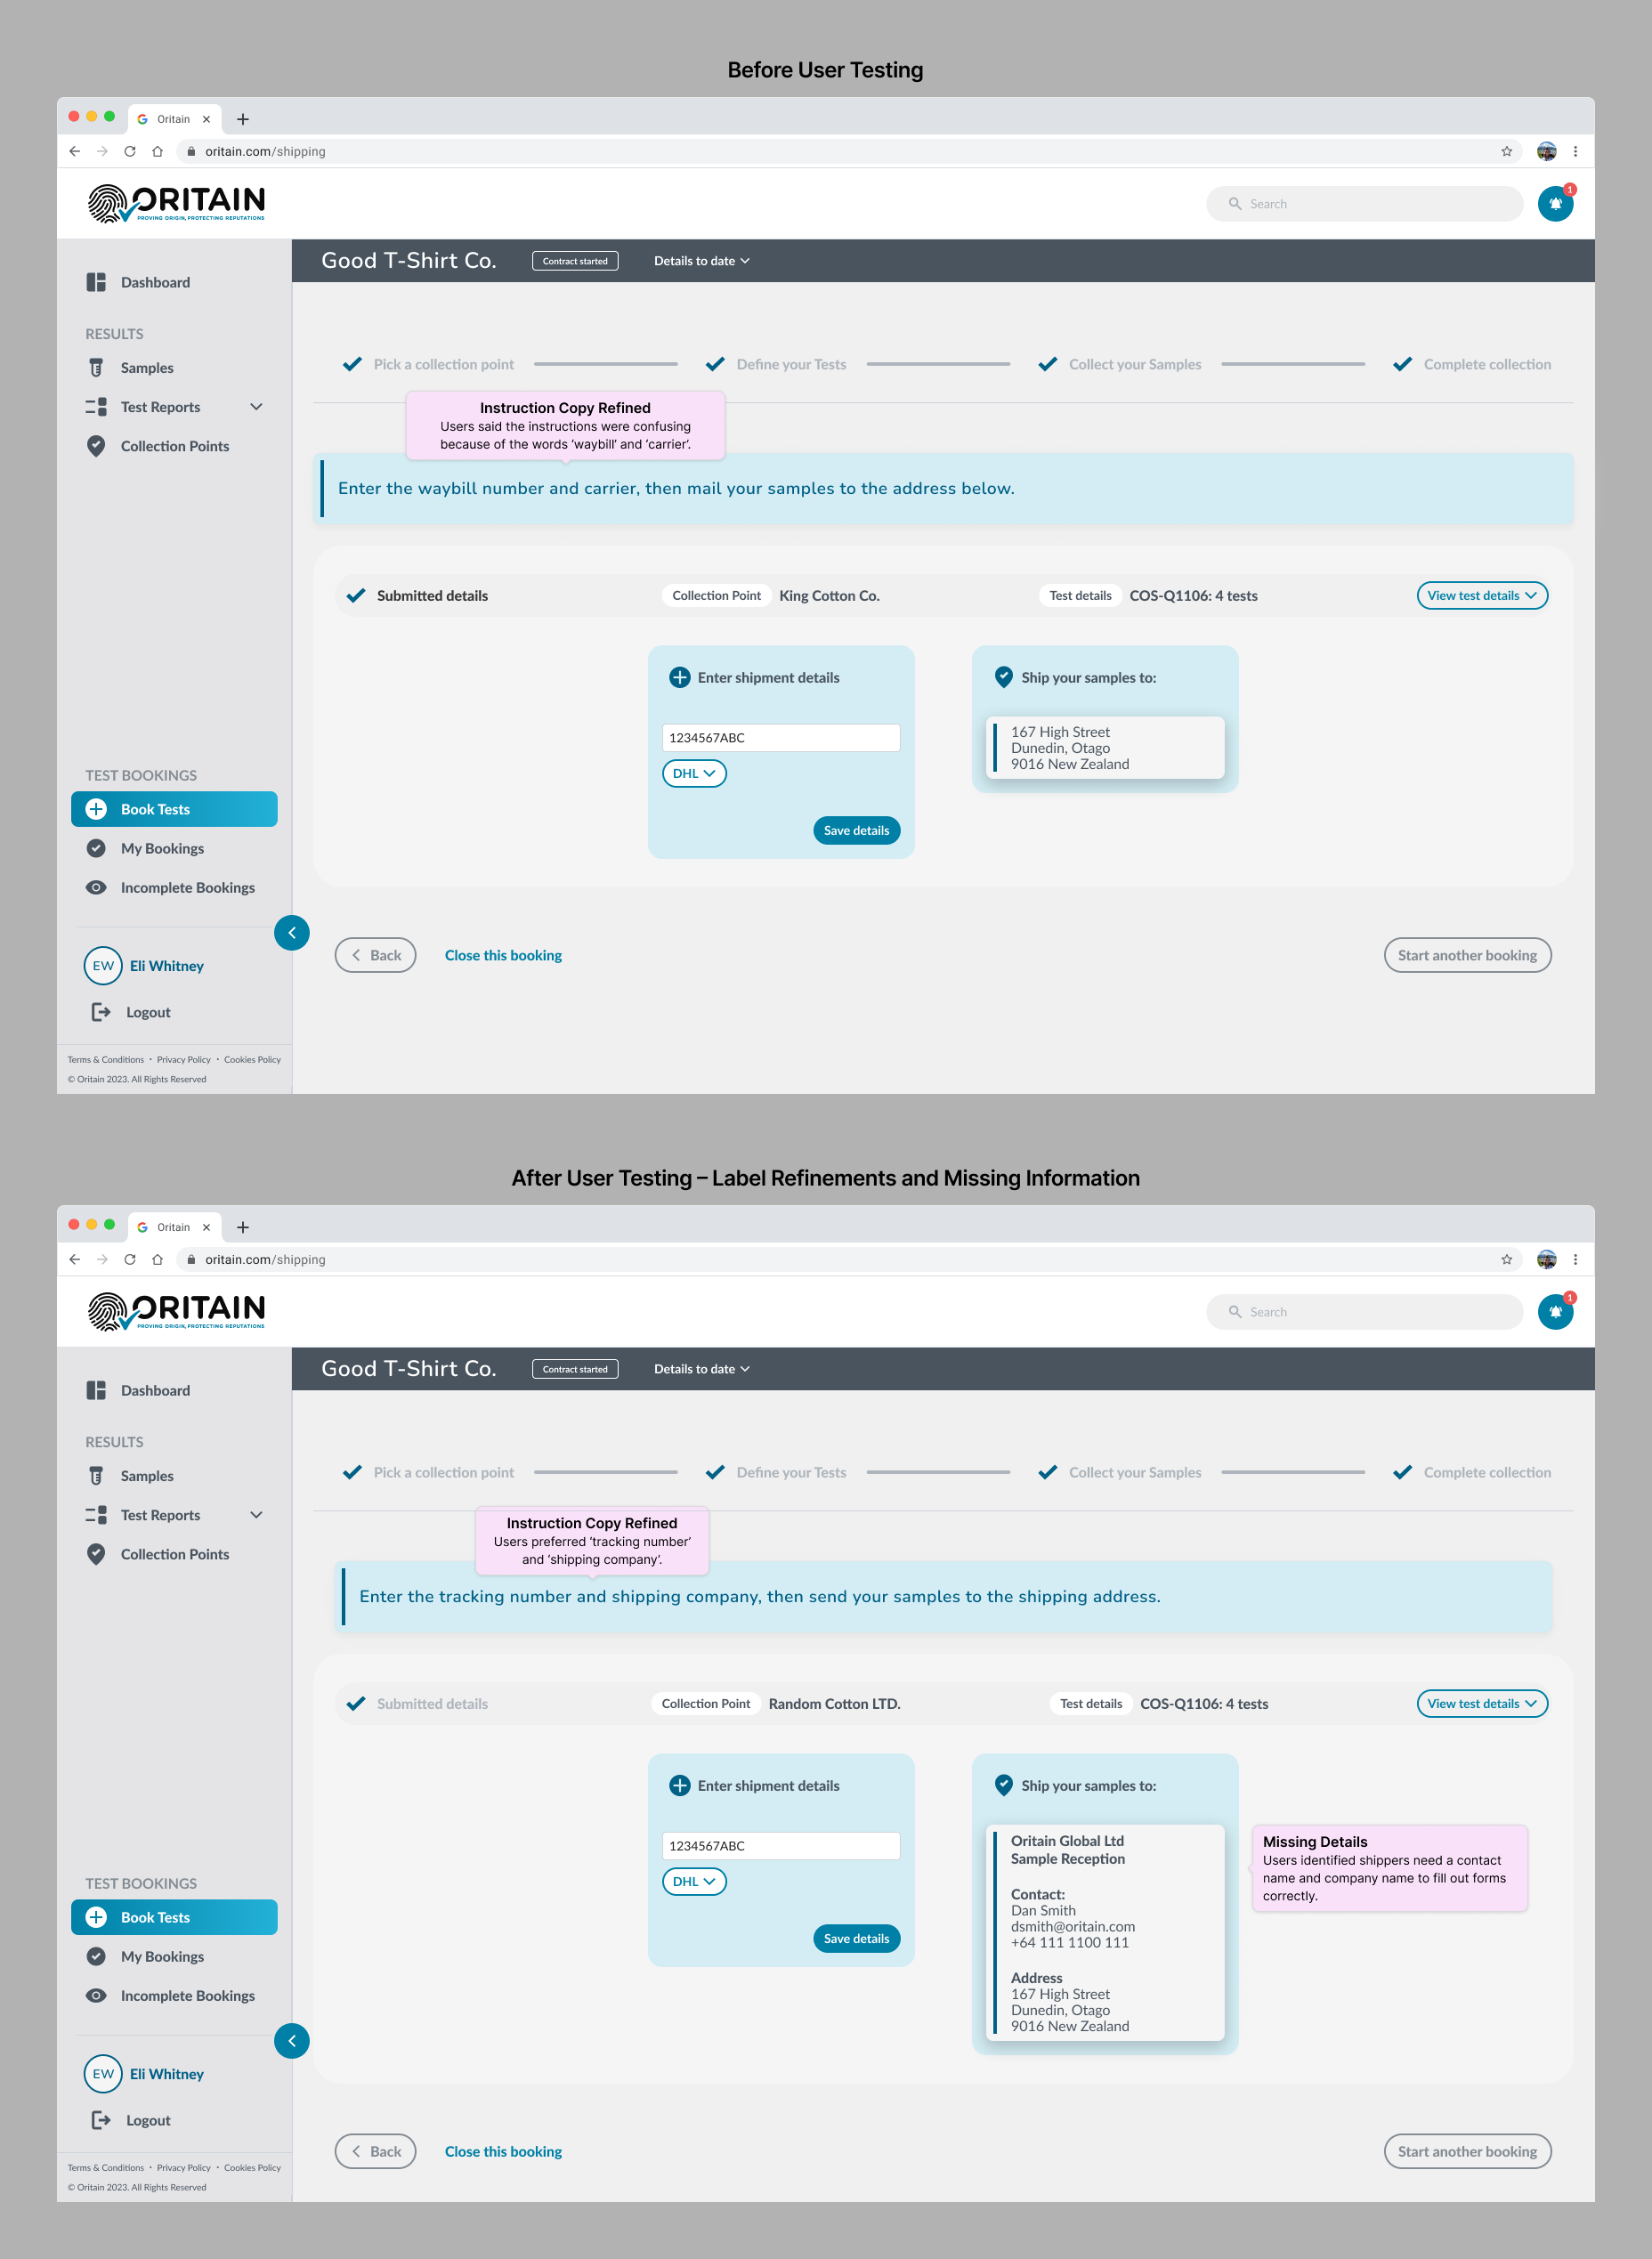 Before User Testing
Oritain
oritain.com/shipping
ORITAIN
PROVING ORIGIN, PROTECTING REPUTATIONS
Search
1
Good T-Shirt Co.
Contract started
Details to date
Dashboard
RESULTS
Samples
Test Reports
Collection Points
TEST BOOKINGS
Book Tests
My Bookings
Incomplete Bookings
EW
Eli Whitney
Logout
Terms & Conditions · Privacy Policy · Cookies Policy
© Oritain 2023. All Rights Reserved
Pick a collection point
Define your Tests
Collect your Samples
Complete collection
Instruction Copy Refined
Users said the instructions were confusing
because of the words ‘waybill’ and ‘carrier’.
Enter the waybill number and carrier, then mail your samples to the address below.
Submitted details
Collection Point
King Cotton Co.
Test details
COS-Q1106: 4 tests
View test details
Enter shipment details
1234567ABC
DHL
Save details
Ship your samples to:
167 High Street
Dunedin, Otago
9016 New Zealand
Back
Close this booking
Start another booking
After User Testing – Label Refinements and Missing Information
Oritain
oritain.com/shipping
ORITAIN
PROVING ORIGIN, PROTECTING REPUTATIONS
Search
1
Good T-Shirt Co.
Contract started
Details to date
Dashboard
RESULTS
Samples
Test Reports
Collection Points
TEST BOOKINGS
Book Tests
My Bookings
Incomplete Bookings
EW
Eli Whitney
Logout
Terms & Conditions · Privacy Policy · Cookies Policy
© Oritain 2023. All Rights Reserved
Pick a collection point
Define your Tests
Collect your Samples
Complete collection
Instruction Copy Refined
Users preferred ‘tracking number’
and ‘shipping company’.
Enter the tracking number and shipping company, then send your samples to the shipping address.
Submitted details
Collection Point
Random Cotton LTD.
Test details
COS-Q1106: 4 tests
View test details
Enter shipment details
1234567ABC
DHL
Save details
Ship your samples to:
Oritain Global Ltd
Sample Reception
Contact:
Dan Smith
dsmith@oritain.com
+64 111 1100 111
Address
167 High Street
Dunedin, Otago
9016 New Zealand
Missing Details
Users identified shippers need a contact
name and company name to fill out forms
correctly.
Back
Close this booking
Start another booking